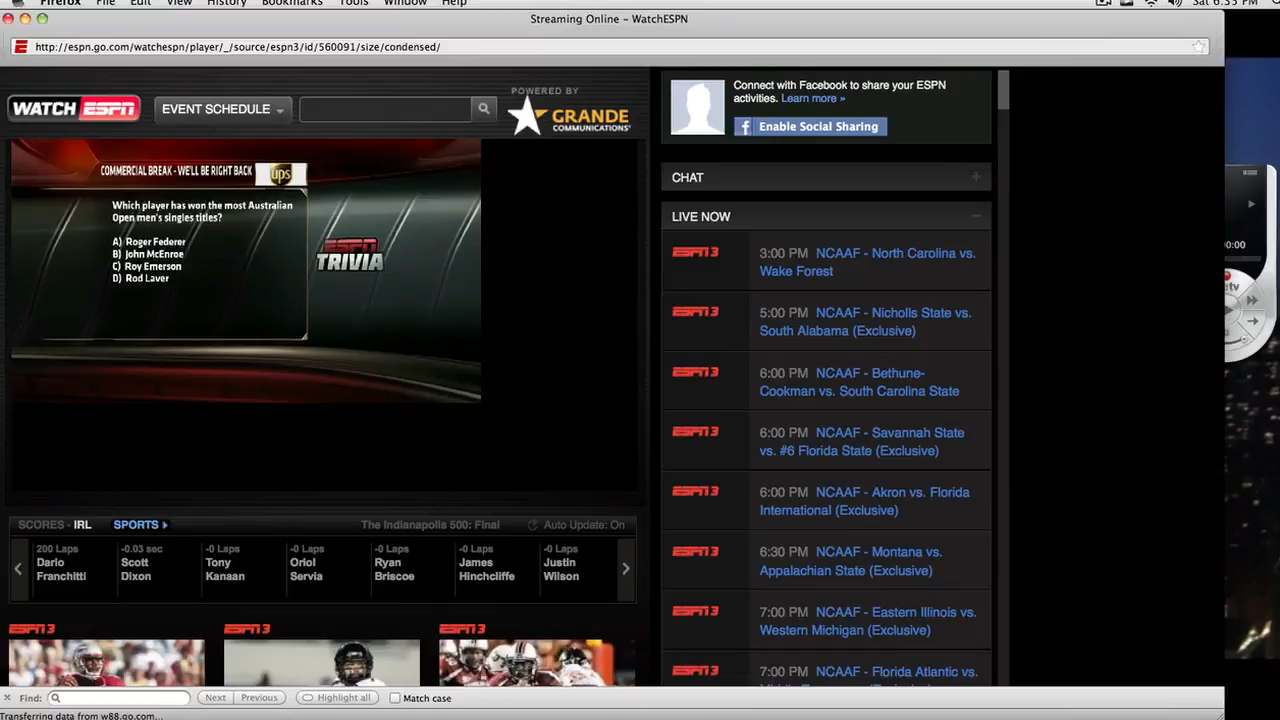 Firefox File Edit View History Bookmarks Tools Window Help Sat 6:35 PM
Streaming Online – WatchESPN
http://espn.go.com/watchespn/player/_/source/espn3/id/560091/size/condensed/
WATCH ESPN
EVENT SCHEDULE
POWERED BY
GRANDE
COMMUNICATIONS
COMMERCIAL BREAK - WE'LL BE RIGHT BACK
ups
Which player has won the most Australian
Open men's singles titles?
A) Roger Federer
B) John McEnroe
C) Roy Emerson
D) Rod Laver
ESPN
TRIVIA
SCORES - IRL SPORTS
The Indianapolis 500: Final
Auto Update: On
200 Laps
Dario
Franchitti
-0.03 sec
Scott
Dixon
-0 Laps
Tony
Kanaan
-0 Laps
Oriol
Servia
-0 Laps
Ryan
Briscoe
-0 Laps
James
Hinchcliffe
-0 Laps
Justin
Wilson
ESPN3
ESPN3
ESPN3
Connect with Facebook to share your ESPN
activities. Learn more »
f Enable Social Sharing
CHAT
LIVE NOW
ESPN3 3:00 PM NCAAF - North Carolina vs.
Wake Forest
ESPN3 5:00 PM NCAAF - Nicholls State vs.
South Alabama (Exclusive)
ESPN3 6:00 PM NCAAF - Bethune-
Cookman vs. South Carolina State
ESPN3 6:00 PM NCAAF - Savannah State
vs. #6 Florida State (Exclusive)
ESPN3 6:00 PM NCAAF - Akron vs. Florida
International (Exclusive)
ESPN3 6:30 PM NCAAF - Montana vs.
Appalachian State (Exclusive)
ESPN3 7:00 PM NCAAF - Eastern Illinois vs.
Western Michigan (Exclusive)
ESPN3 7:00 PM NCAAF - Florida Atlantic vs.
Find: Next Previous Highlight all Match case
Transferring data from w88.go.com...